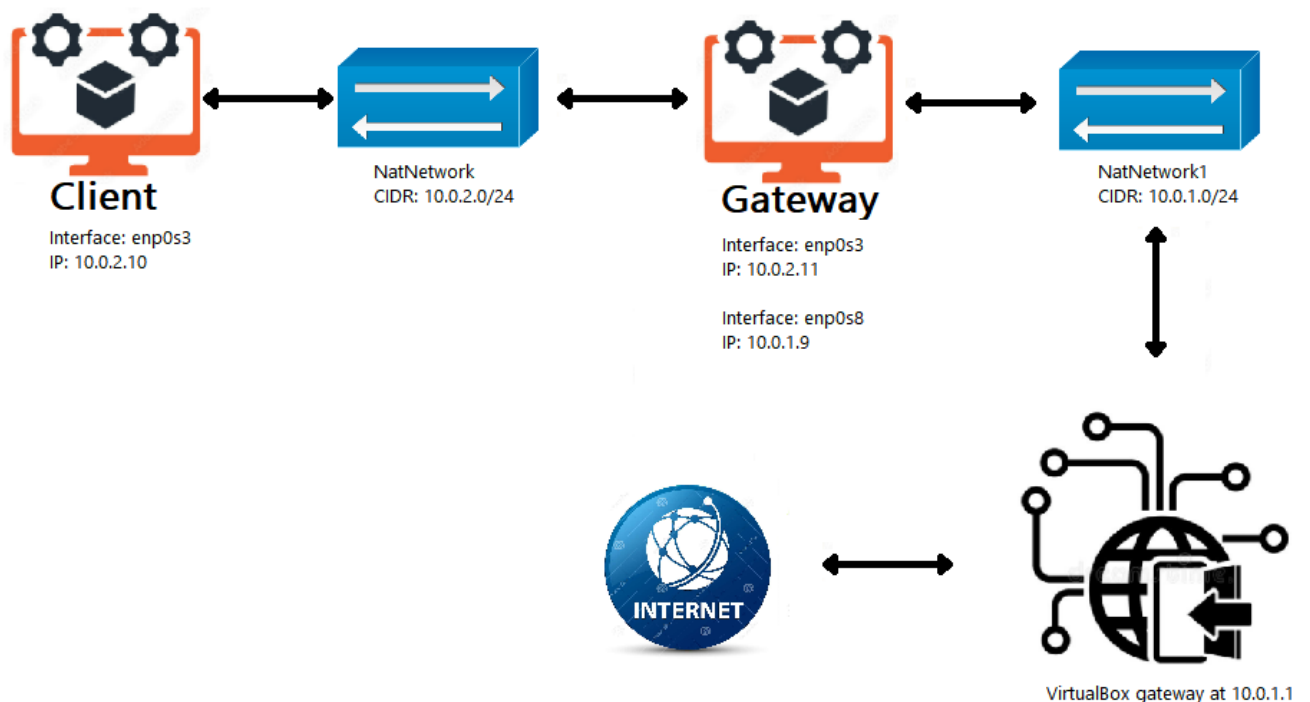 Client
Interface: enp0s3
IP: 10.0.2.10
NatNetwork
CIDR: 10.0.2.0/24
Gateway
Interface: enp0s3
IP: 10.0.2.11
Interface: enp0s8
IP: 10.0.1.9
NatNetwork1
CIDR: 10.0.1.0/24
INTERNET
VirtualBox gateway at 10.0.1.1